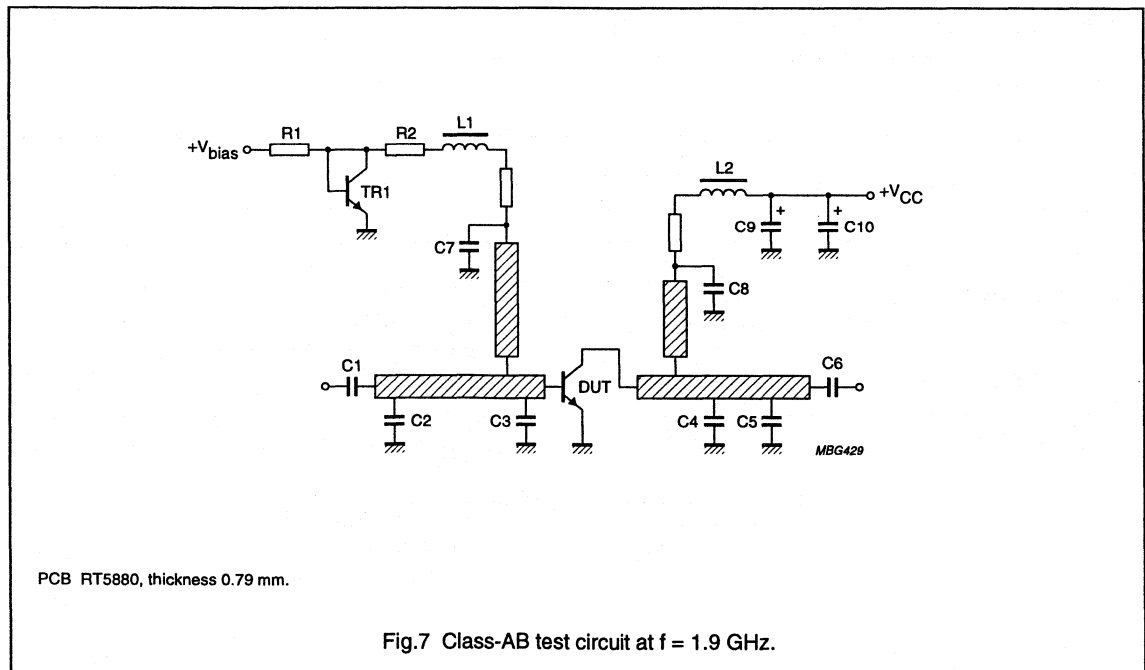 L1
R1
R2
+Vbias
TR1
L2
+VCC
C7
C9
+
+
C10
C8
C1
DUT
C6
C2
C3
C4
C5
MBG429
PCB RT5880, thickness 0.79 mm.
Fig.7 Class-AB test circuit at f = 1.9 GHz.